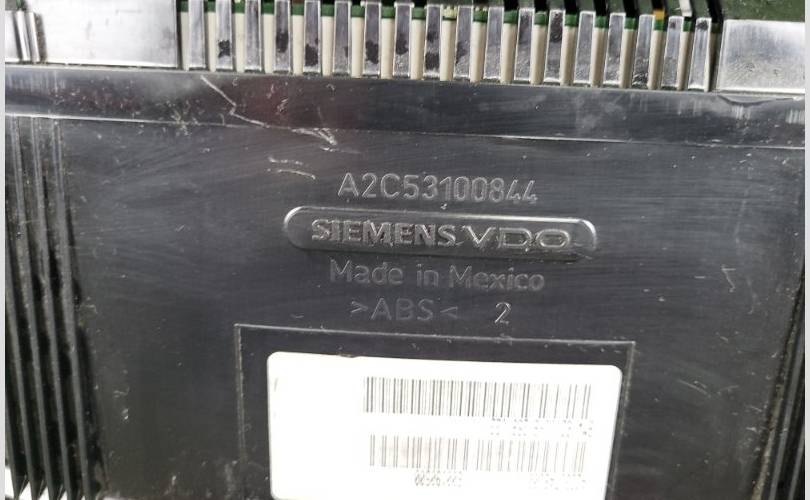 A2C53100844
SIEMENS VDO
Made in Mexico
>ABS< 2